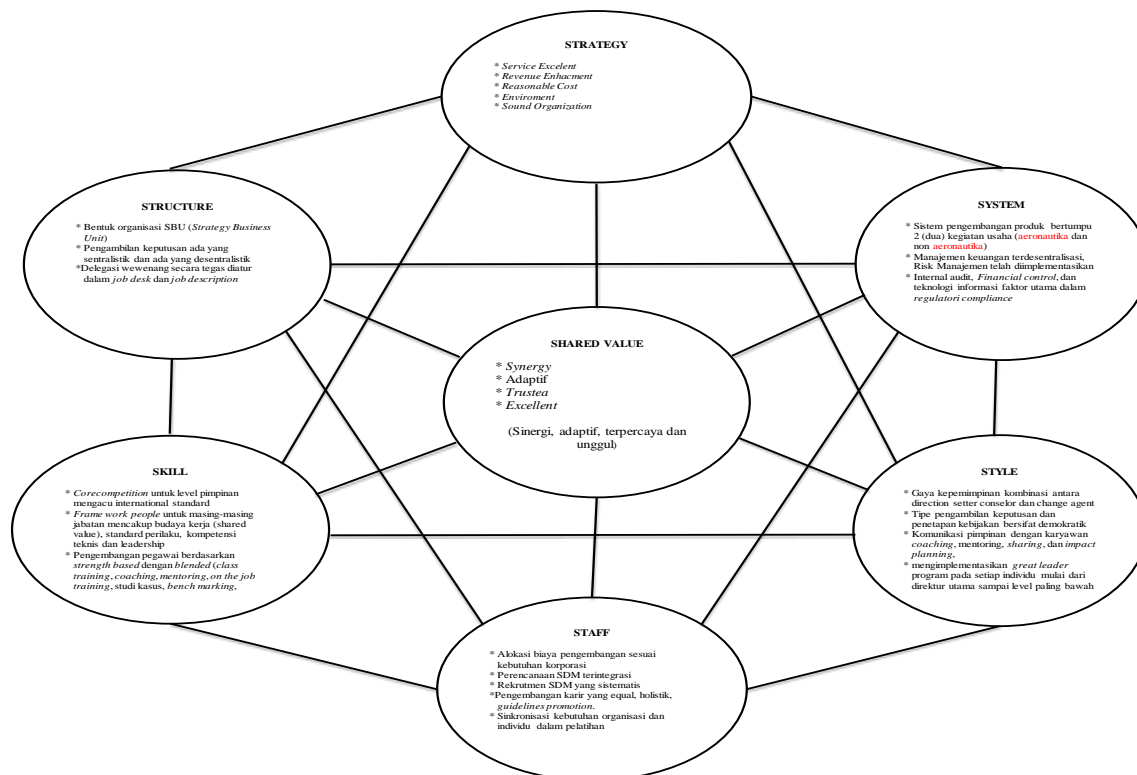 STRATEGY
* Service Excelent
* Revenue Enhacment
* Reasonable Cost
* Enviroment
* Sound Organization
STRUCTURE
* Bentuk organisasi SBU (Strategy Business
Unit)
* Pengambilan keputusan ada yang
sentralistik dan ada yang desentralistik
*Delegasi wewenang secara tegas diatur
dalam job desk dan job description
SYSTEM
* Sistem pengembangan produk bertumpu
2 (dua) kegiatan usaha (aeronautika dan
non aeronautika)
* Manajemen keuangan terdesentralisasi,
Risk Manajemen telah diimplementasikan
* Internal audit, Financial control, dan
teknologi informasi faktor utama dalam
regulatori compliance
SHARED VALUE
* Synergy
* Adaptif
* Trustea
* Excellent
(Sinergi, adaptif, terpercaya dan
unggul)
SKILL
* Corecompetition untuk level pimpinan
mengacu international standard
* Frame work people untuk masing-masing
jabatan mencakup budaya kerja (shared
value), standard perilaku, kompetensi
teknis dan leadership
* Pengembangan pegawai berdasarkan
strength based dengan blended (class
training, coaching, mentoring, on the job
training, studi kasus, bench marking,
STYLE
* Gaya kepemimpinan kombinasi antara
direction setter conselor dan change agent
* Tipe pengambilan keputusan dan
penetapan kebijakan bersifat demokratik
* Komunikasi pimpinan dengan karyawan
coaching, mentoring, sharing, dan impact
planning,
* mengimplementasikan great leader
program pada setiap individu mulai dari
direktur utama sampai level paling bawah
STAFF
* Alokasi biaya pengembangan sesuai
kebutuhan korporasi
* Perencanaan SDM terintegrasi
* Rekrutmen SDM yang sistematis
*Pengembangan karir yang equal, holistik,
guidelines promotion.
* Sinkronisasi kebutuhan organisasi dan
individu dalam pelatihan